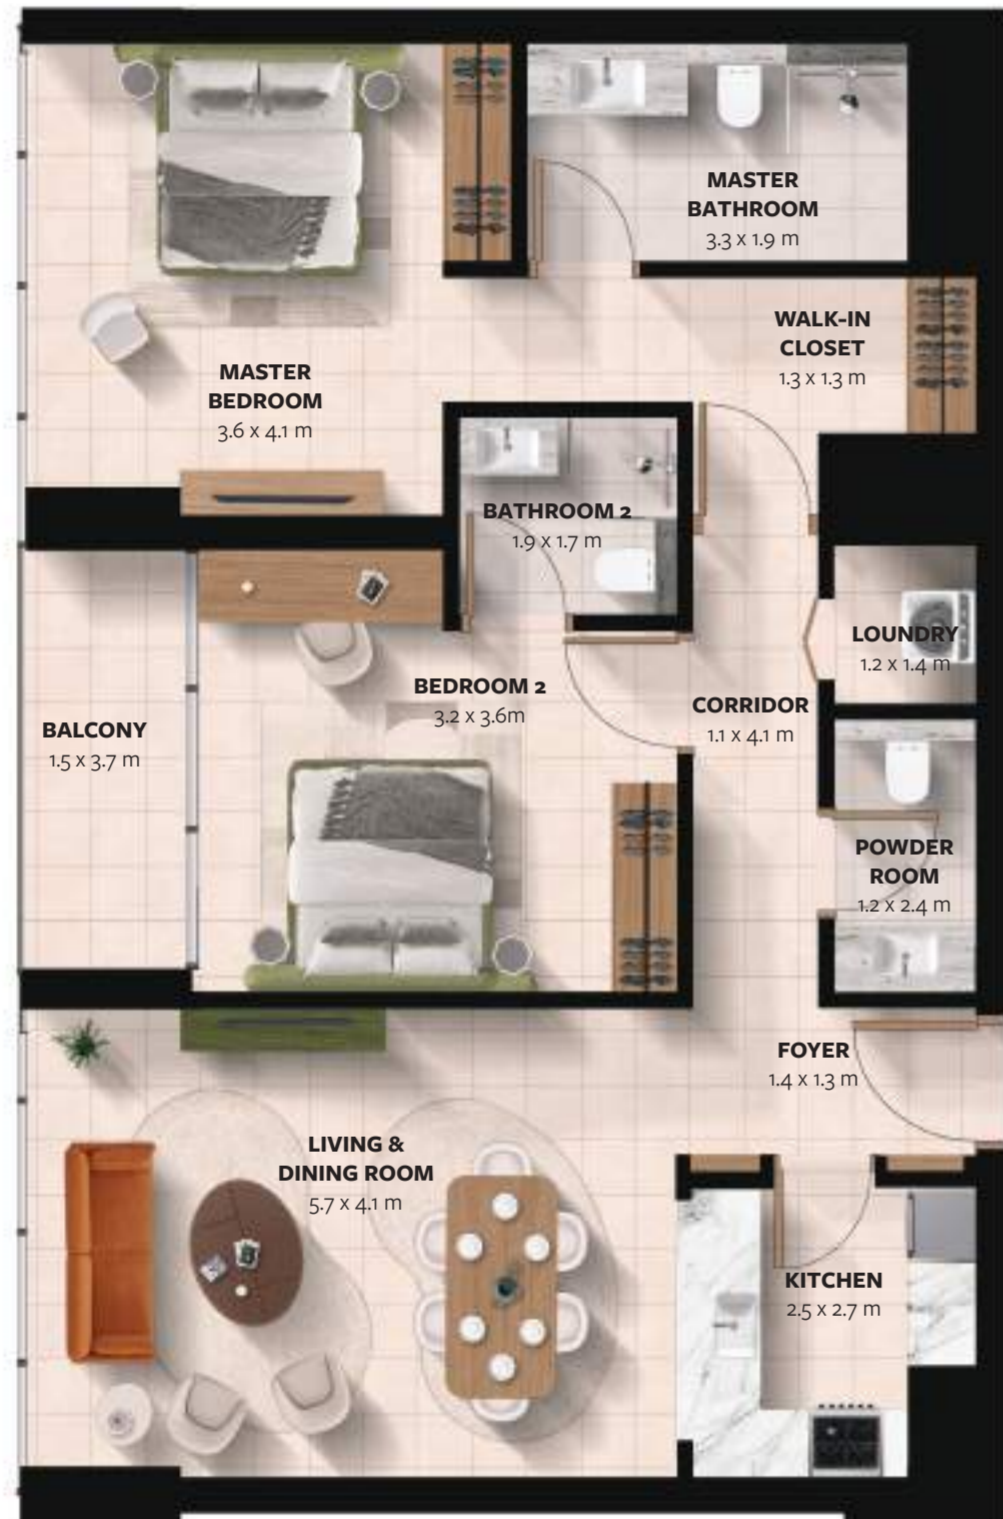 MASTER
BATHROOM
3.3 x 1.9 m
WALK-IN
CLOSET
1.3 x 1.3 m
MASTER
BEDROOM
3.6 x 4.1 m
BATHROOM 2
1.9 x 1.7 m
LOUNDRY
1.2 x 1.4 m
BEDROOM 2
3.2 x 3.6m
CORRIDOR
1.1 x 4.1 m
BALCONY
1.5 x 3.7 m
POWDER
ROOM
1.2 x 2.4 m
FOYER
1.4 x 1.3 m
LIVING &
DINING ROOM
5.7 x 4.1 m
KITCHEN
2.5 x 2.7 m